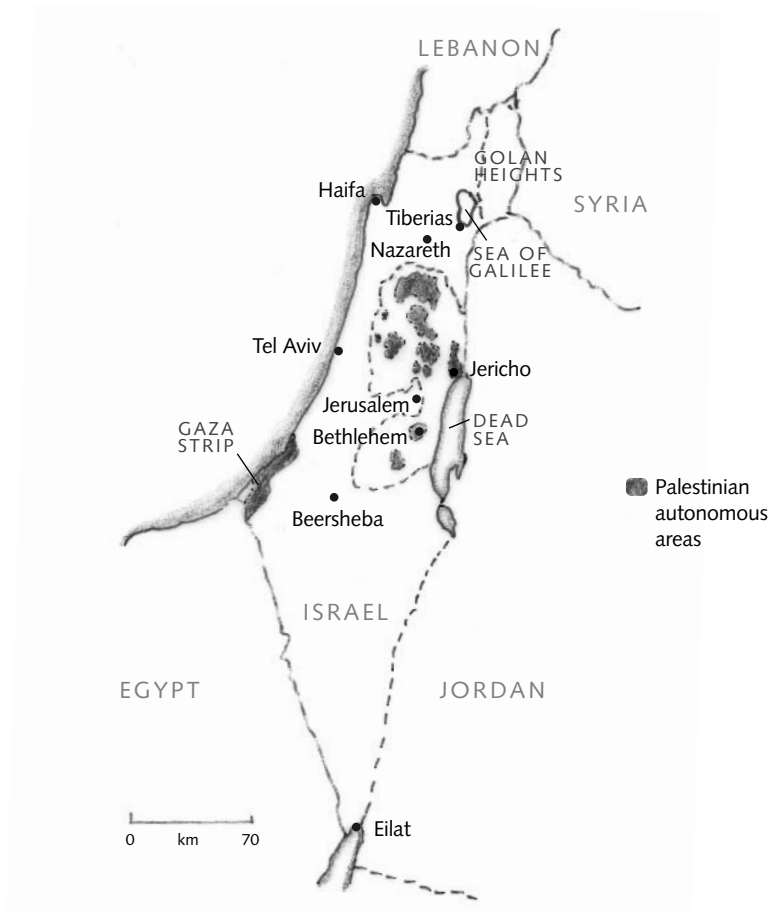 LEBANON
GOLAN
HEIGHTS
Haifa
SYRIA
Tiberias
Nazareth
SEA OF
GALILEE
Tel Aviv
Jericho
Jerusalem
GAZA
STRIP
Bethlehem
DEAD
SEA
Palestinian
autonomous
areas
Beersheba
ISRAEL
EGYPT
JORDAN
Eilat
0 km 70